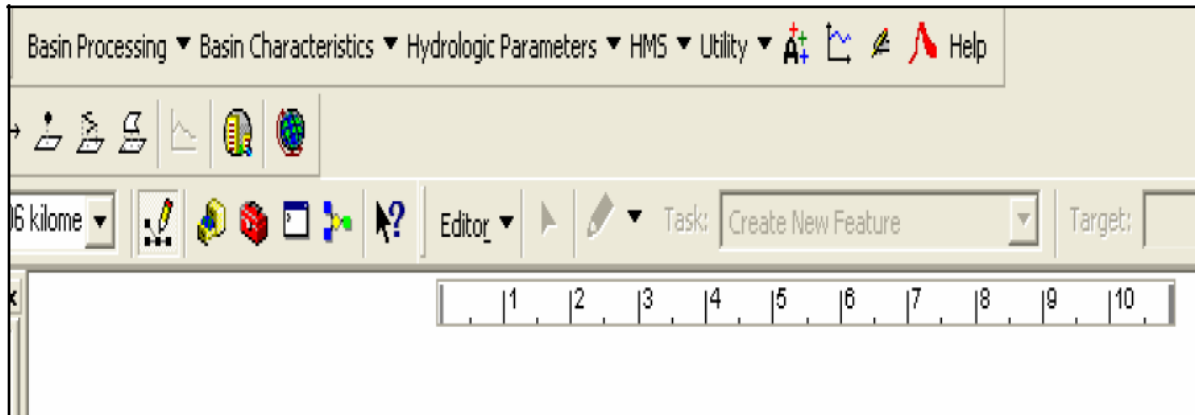 Basin Processing ▼ Basin Characteristics ▼ Hydrologic Parameters ▼ HMS ▼ Utility ▼ Help
06 kilome Editor ▼ Task: Create New Feature Target:
1 2 3 4 5 6 7 8 9 10